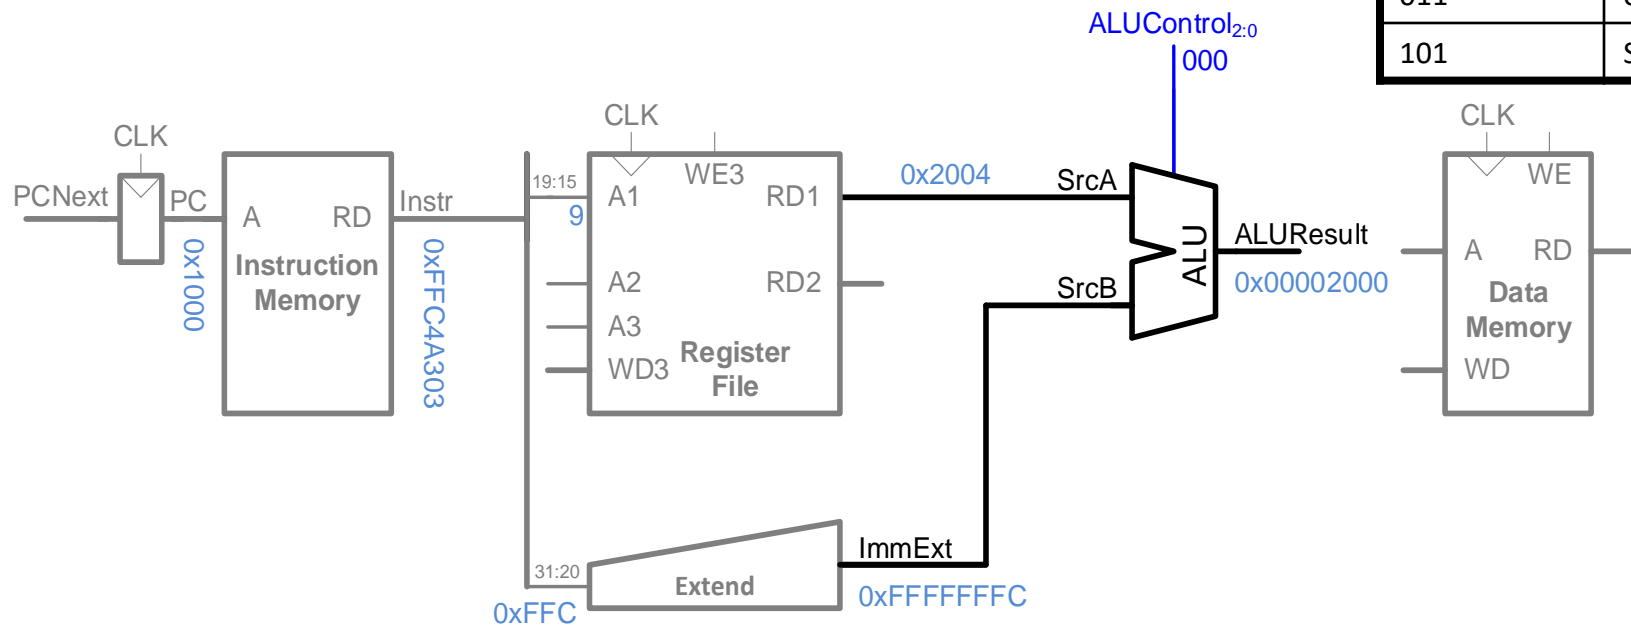 ALUControl2:0
000
101
CLK
PCNext
PC
0x1000
A
RD
Instruction
Memory
Instr
0xFFC4A303
19:15
9
CLK
WE3
A1
RD1
A2
RD2
A3
WD3
Register
File
0x2004
SrcA
SrcB
ALU
ALUResult
0x00002000
CLK
WE
A
RD
Data
Memory
WD
31:20
0xFFC
Extend
ImmExt
0xFFFFFFFC